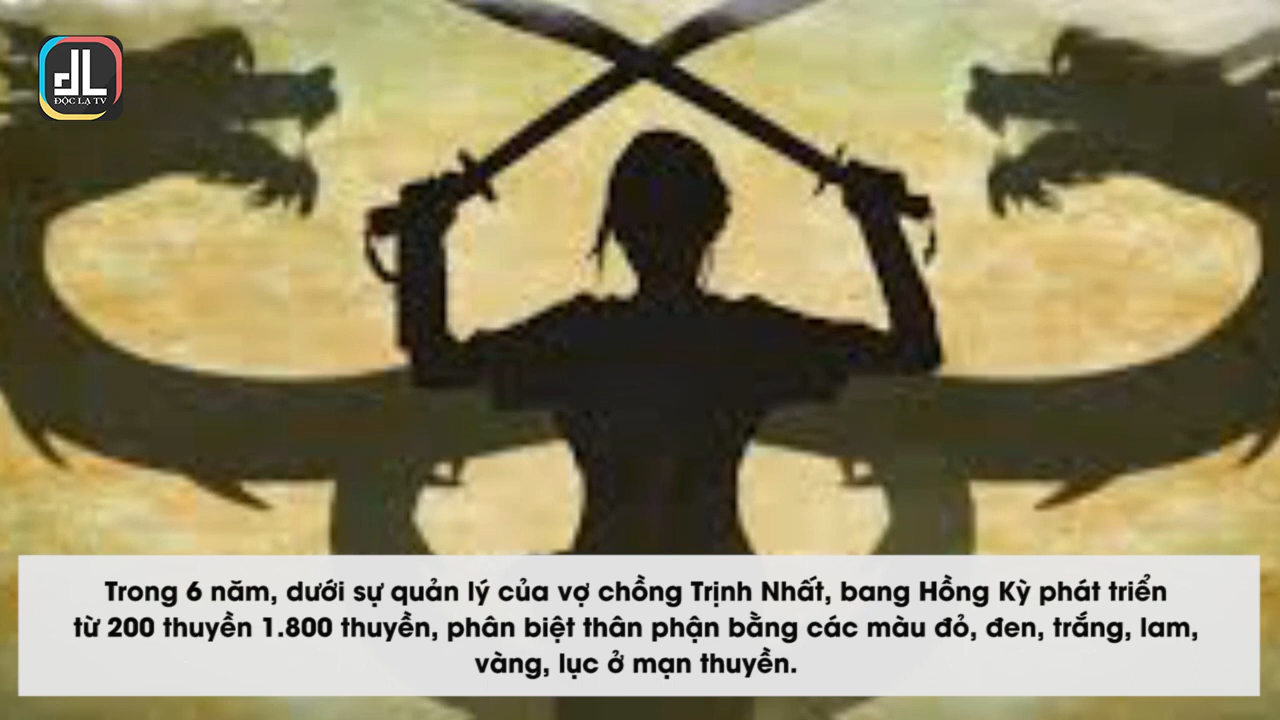 ĐỘC LẠ TV
Trong 6 năm, dưới sự quản lý của vợ chồng Trịnh Nhất, bang Hồng Kỳ phát triển
từ 200 thuyền 1.800 thuyền, phân biệt thân phận bằng các màu đỏ, đen, trắng, lam,
vàng, lục ở mạn thuyền.